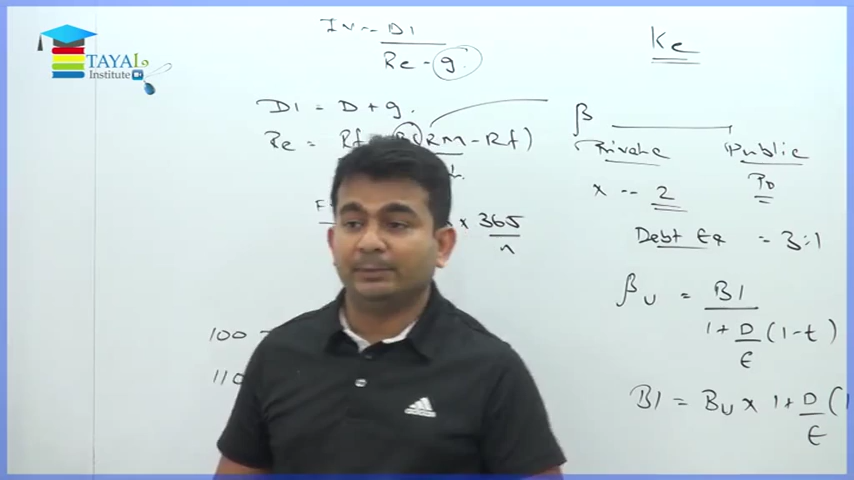 TAYAL
Institute
Iv = D1
Re - g.
Ke
D1 = D + g.
Re = Rf Rm - Rf)
β
Private Public
x -- 2
Debt Eq = 3:1
x 365
n
βu = B1
1 + D (1 - t)
E
100
110
B1 = Bu x 1 + D (1
E